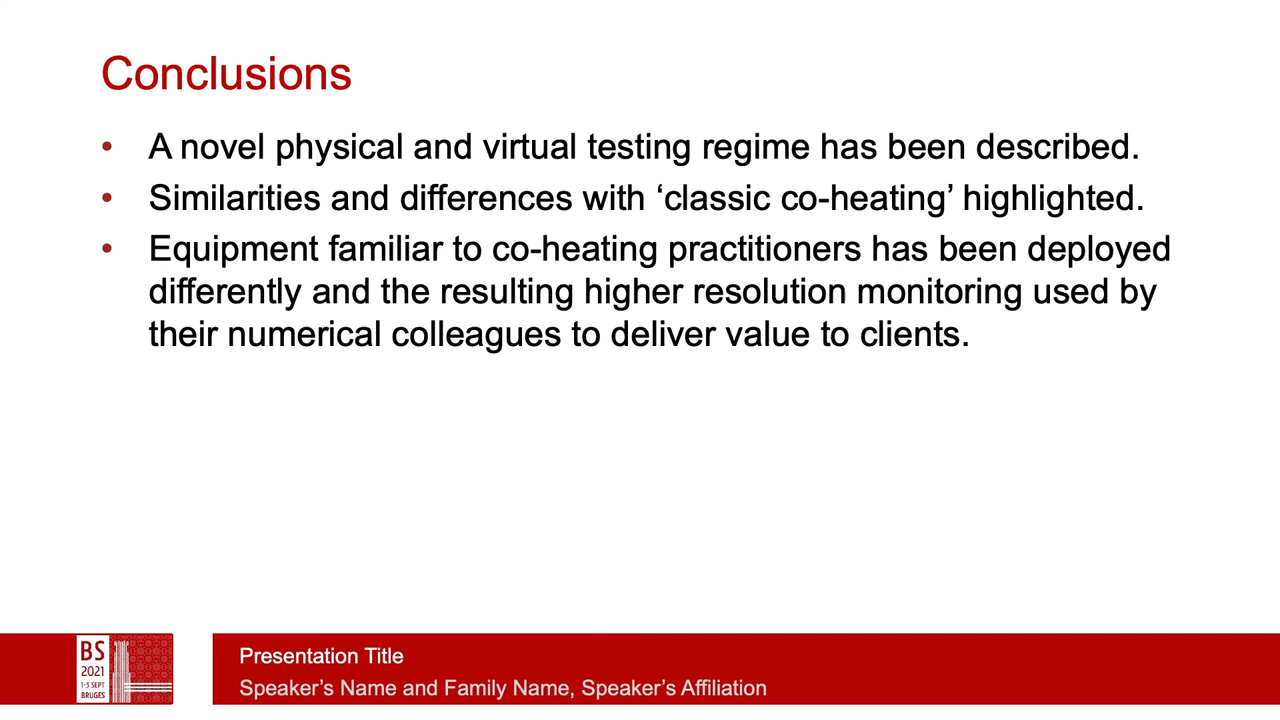 Conclusions
• A novel physical and virtual testing regime has been described.
• Similarities and differences with ‘classic co-heating’ highlighted.
• Equipment familiar to co-heating practitioners has been deployed
differently and the resulting higher resolution monitoring used by
their numerical colleagues to deliver value to clients.
BS
2021
1-3 SEPT
BRUGES
Presentation Title
Speaker’s Name and Family Name, Speaker’s Affiliation